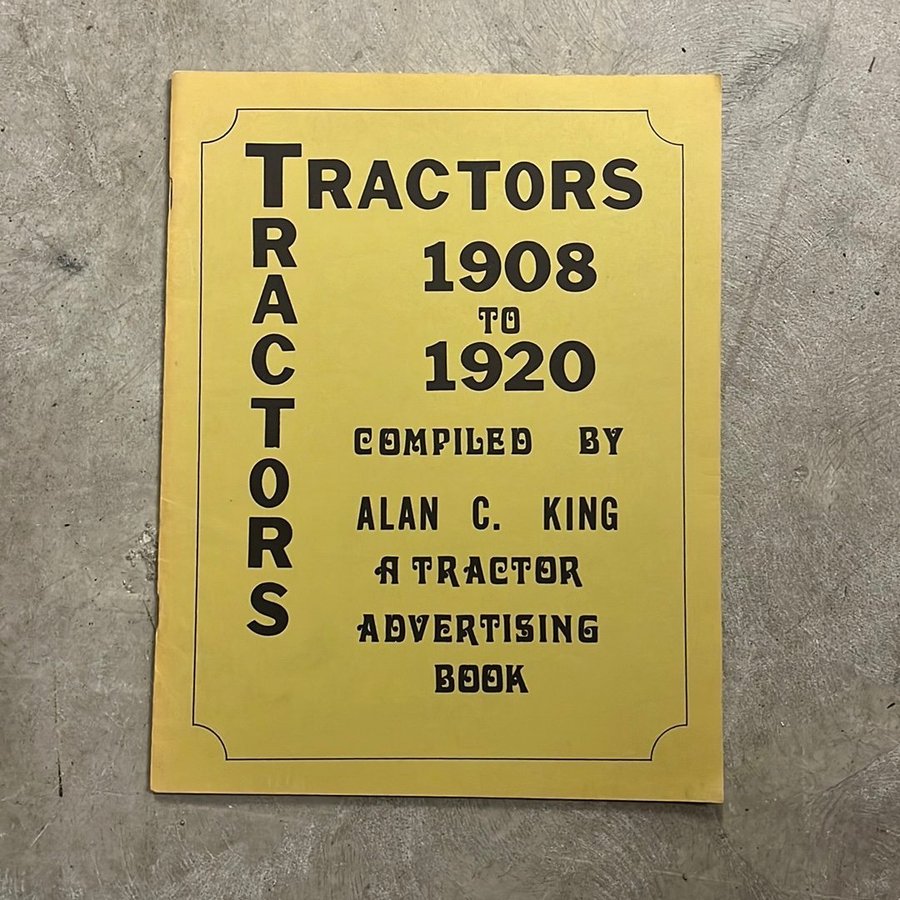 TRACTORS
TRACTORS
1908
TO
1920
COMPILED BY
ALAN C. KING
A TRACTOR
ADVERTISING
BOOK